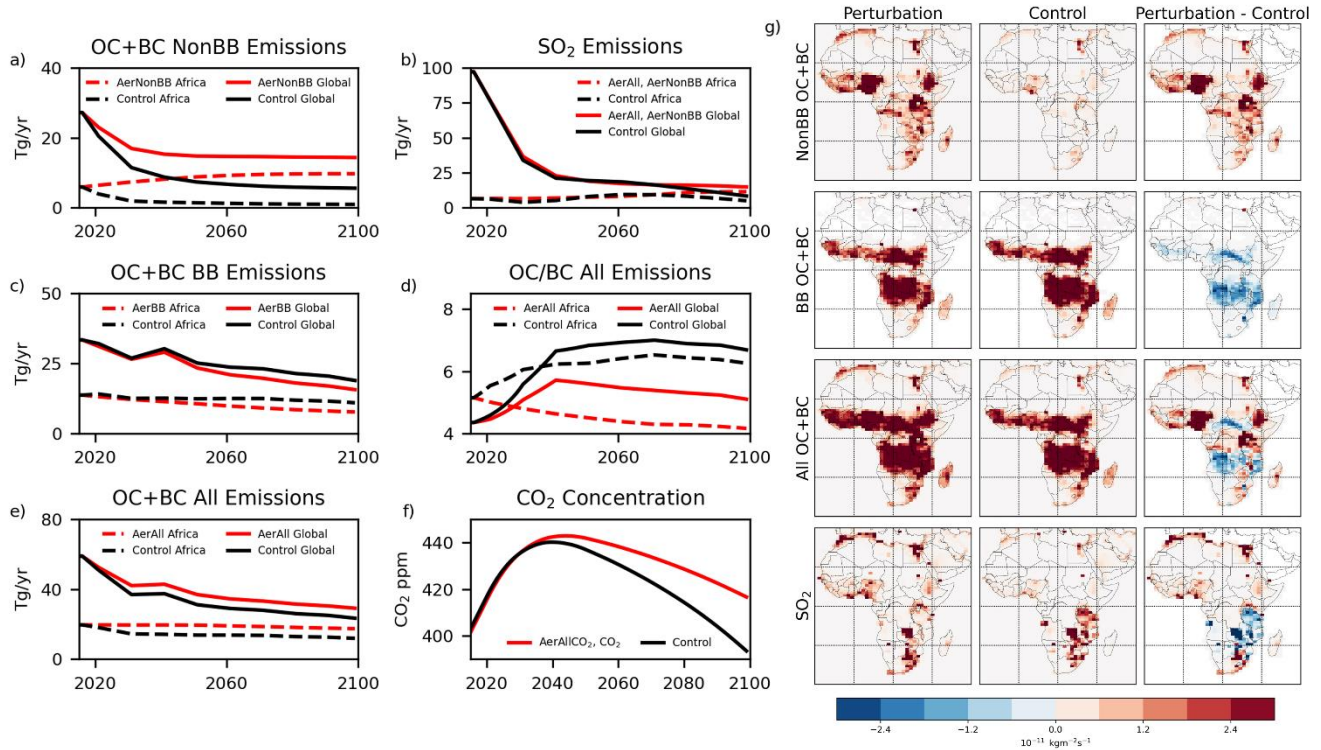 a)
OC+BC NonBB Emissions
Tg/yr
40
20
0
AerNonBB Africa
Control Africa
AerNonBB Global
Control Global
2020
2060
2100
b)
SO₂ Emissions
Tg/yr
100
75
50
25
0
AerAll, AerNonBB Africa
Control Africa
AerAll, AerNonBB Global
Control Global
2020
2060
2100
c)
OC+BC BB Emissions
Tg/yr
50
25
0
AerBB Africa
Control Africa
AerBB Global
Control Global
2020
2060
2100
d)
OC/BC All Emissions
8
6
4
AerAll Africa
Control Africa
AerAll Global
Control Global
2020
2060
2100
e)
OC+BC All Emissions
Tg/yr
80
40
0
AerAll Africa
Control Africa
AerAll Global
Control Global
2020
2060
2100
f)
CO₂ Concentration
CO₂ ppm
440
420
400
AerAllCO₂, CO₂
Control
2020
2040
2060
2080
2100
g)
Perturbation
Control
Perturbation - Control
NonBB OC+BC
BB OC+BC
All OC+BC
SO₂
−2.4
−1.2
0.0
1.2
2.4
10⁻¹¹ kgm⁻²s⁻¹